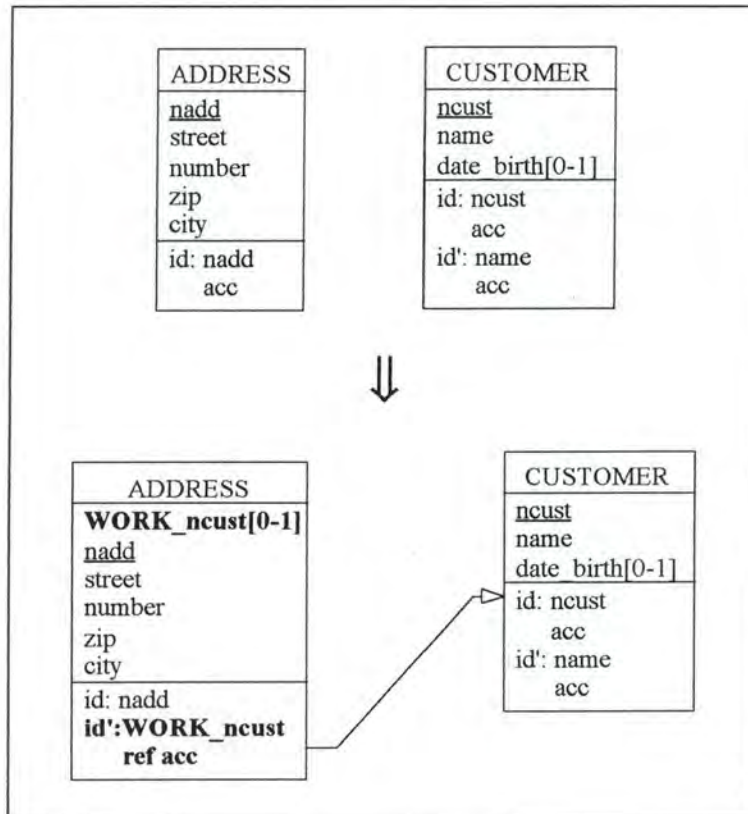 ADDRESS
nadd
street
number
zip
city
id: nadd
acc
CUSTOMER
ncust
name
date_birth[0-1]
id: ncust
acc
id': name
acc
⇓
ADDRESS
WORK_ncust[0-1]
nadd
street
number
zip
city
id: nadd
id':WORK_ncust
ref acc
CUSTOMER
ncust
name
date_birth[0-1]
id: ncust
acc
id': name
acc